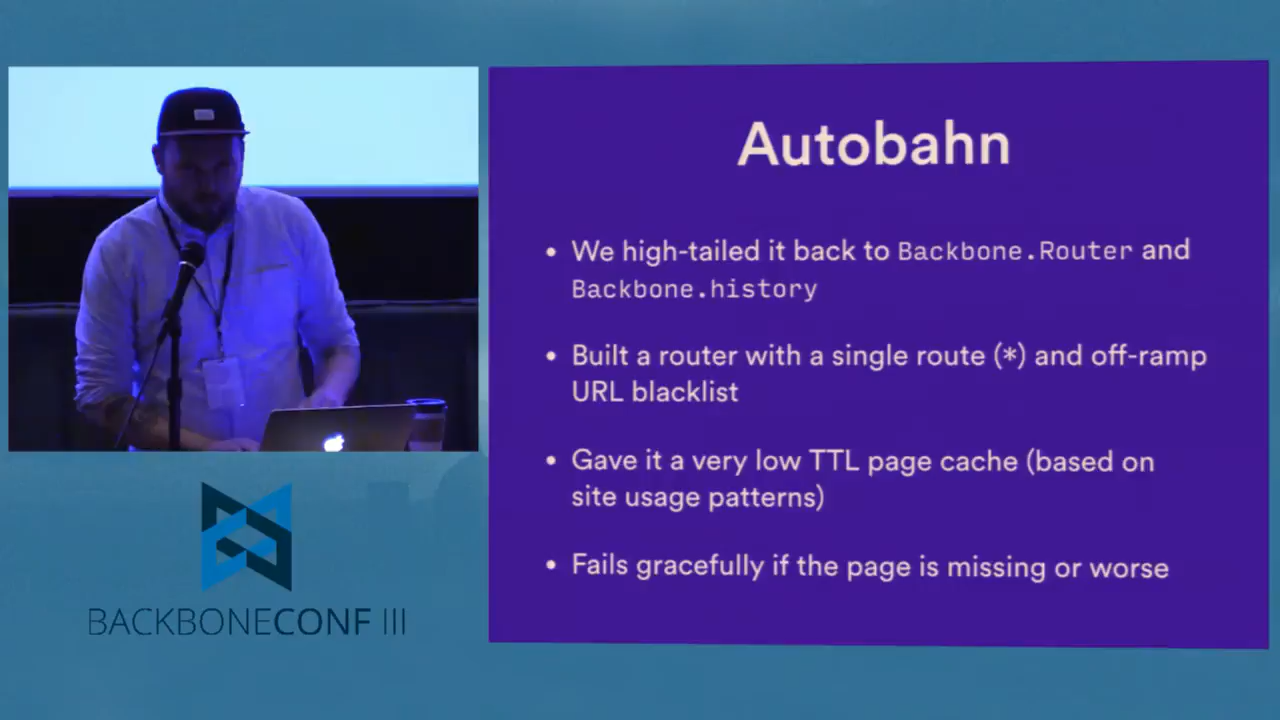 Autobahn
• We high-tailed it back to Backbone.Router and
Backbone.history
• Built a router with a single route (*) and off-ramp
URL blacklist
• Gave it a very low TTL page cache (based on
site usage patterns)
• Fails gracefully if the page is missing or worse
BACKBONECONF III